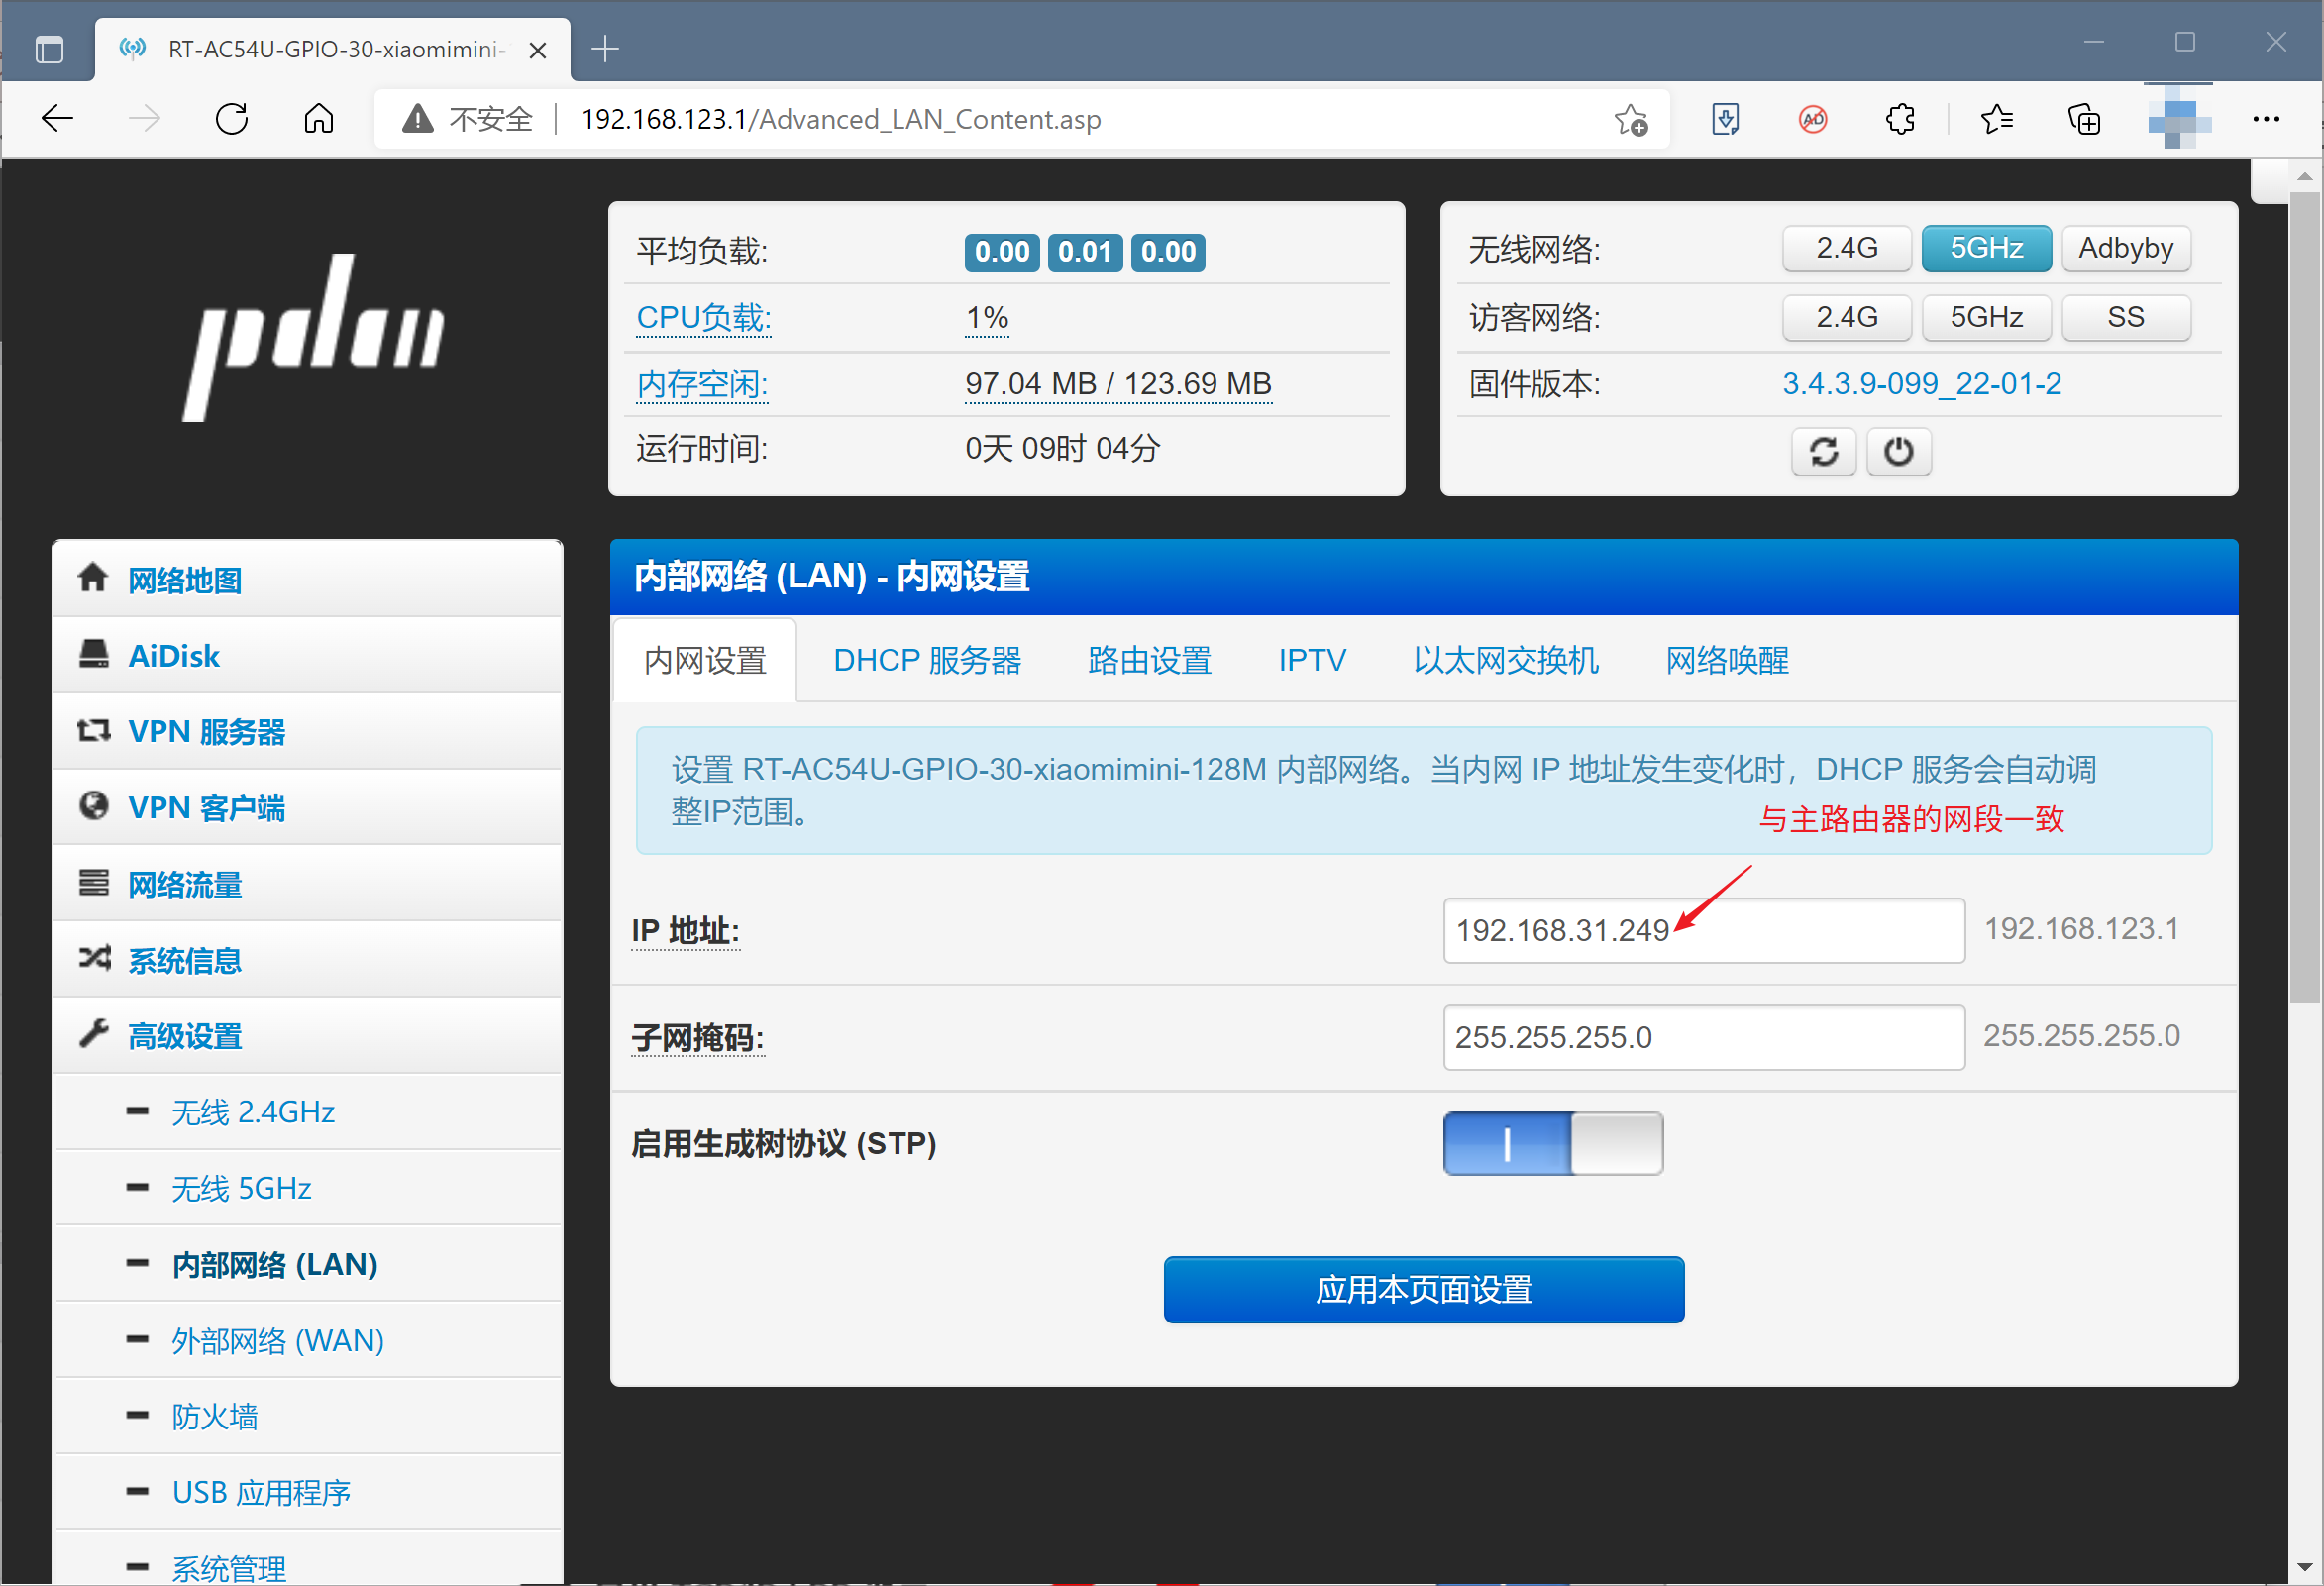 RT-AC54U-GPIO-30-xiaomimini-
不安全 192.168.123.1/Advanced_LAN_Content.asp
AD
pdcn
平均负载: 0.00 0.01 0.00
CPU负载: 1%
内存空闲: 97.04 MB / 123.69 MB
运行时间: 0天 09时 04分
无线网络: 2.4G 5GHz Adbyby
访客网络: 2.4G 5GHz SS
固件版本: 3.4.3.9-099_22-01-2
网络地图
AiDisk
VPN 服务器
VPN 客户端
网络流量
系统信息
高级设置
无线 2.4GHz
无线 5GHz
内部网络 (LAN)
外部网络 (WAN)
防火墙
USB 应用程序
系统管理
内部网络 (LAN) - 内网设置
内网设置 DHCP 服务器 路由设置 IPTV 以太网交换机 网络唤醒
设置 RT-AC54U-GPIO-30-xiaomimini-128M 内部网络。当内网 IP 地址发生变化时，DHCP 服务会自动调
整IP范围。
与主路由器的网段一致
IP 地址: 192.168.31.249 192.168.123.1
子网掩码: 255.255.255.0 255.255.255.0
启用生成树协议 (STP)
应用本页面设置